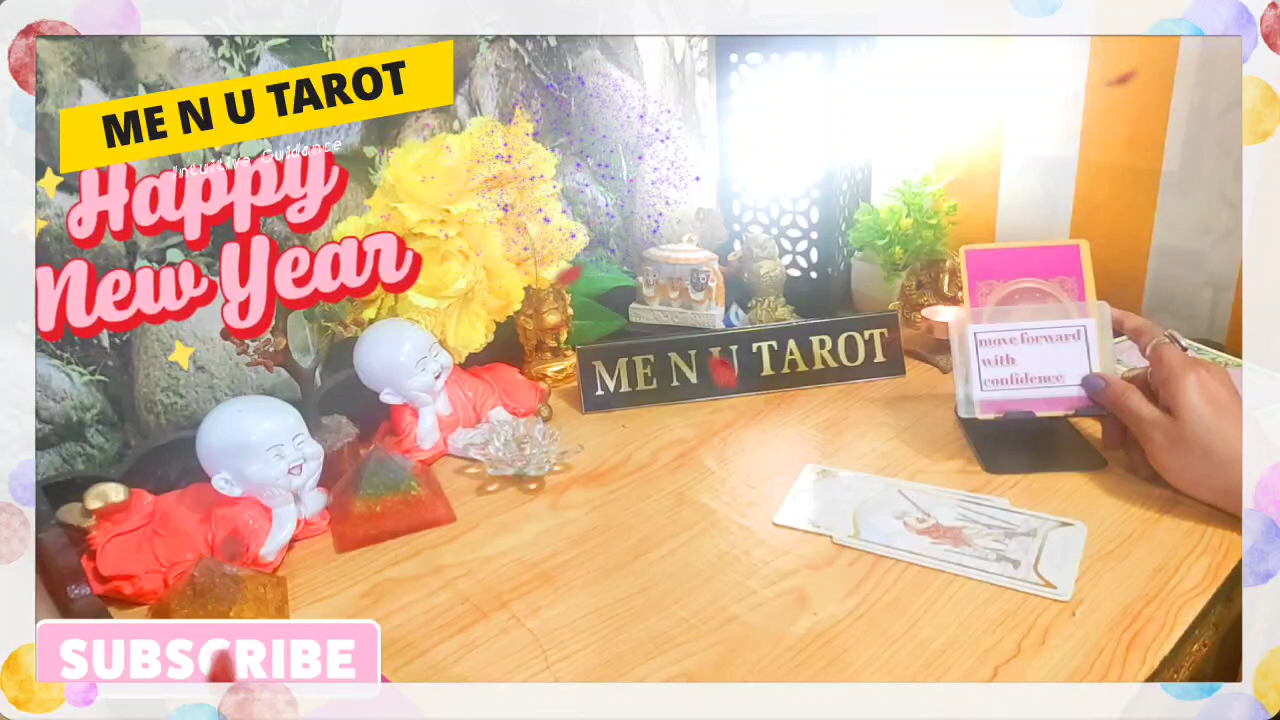 ME N U TAROT
Intuitive Guidance
Happy
New Year
ME N U TAROT
move forward
with
confidence
SUBSCRIBE